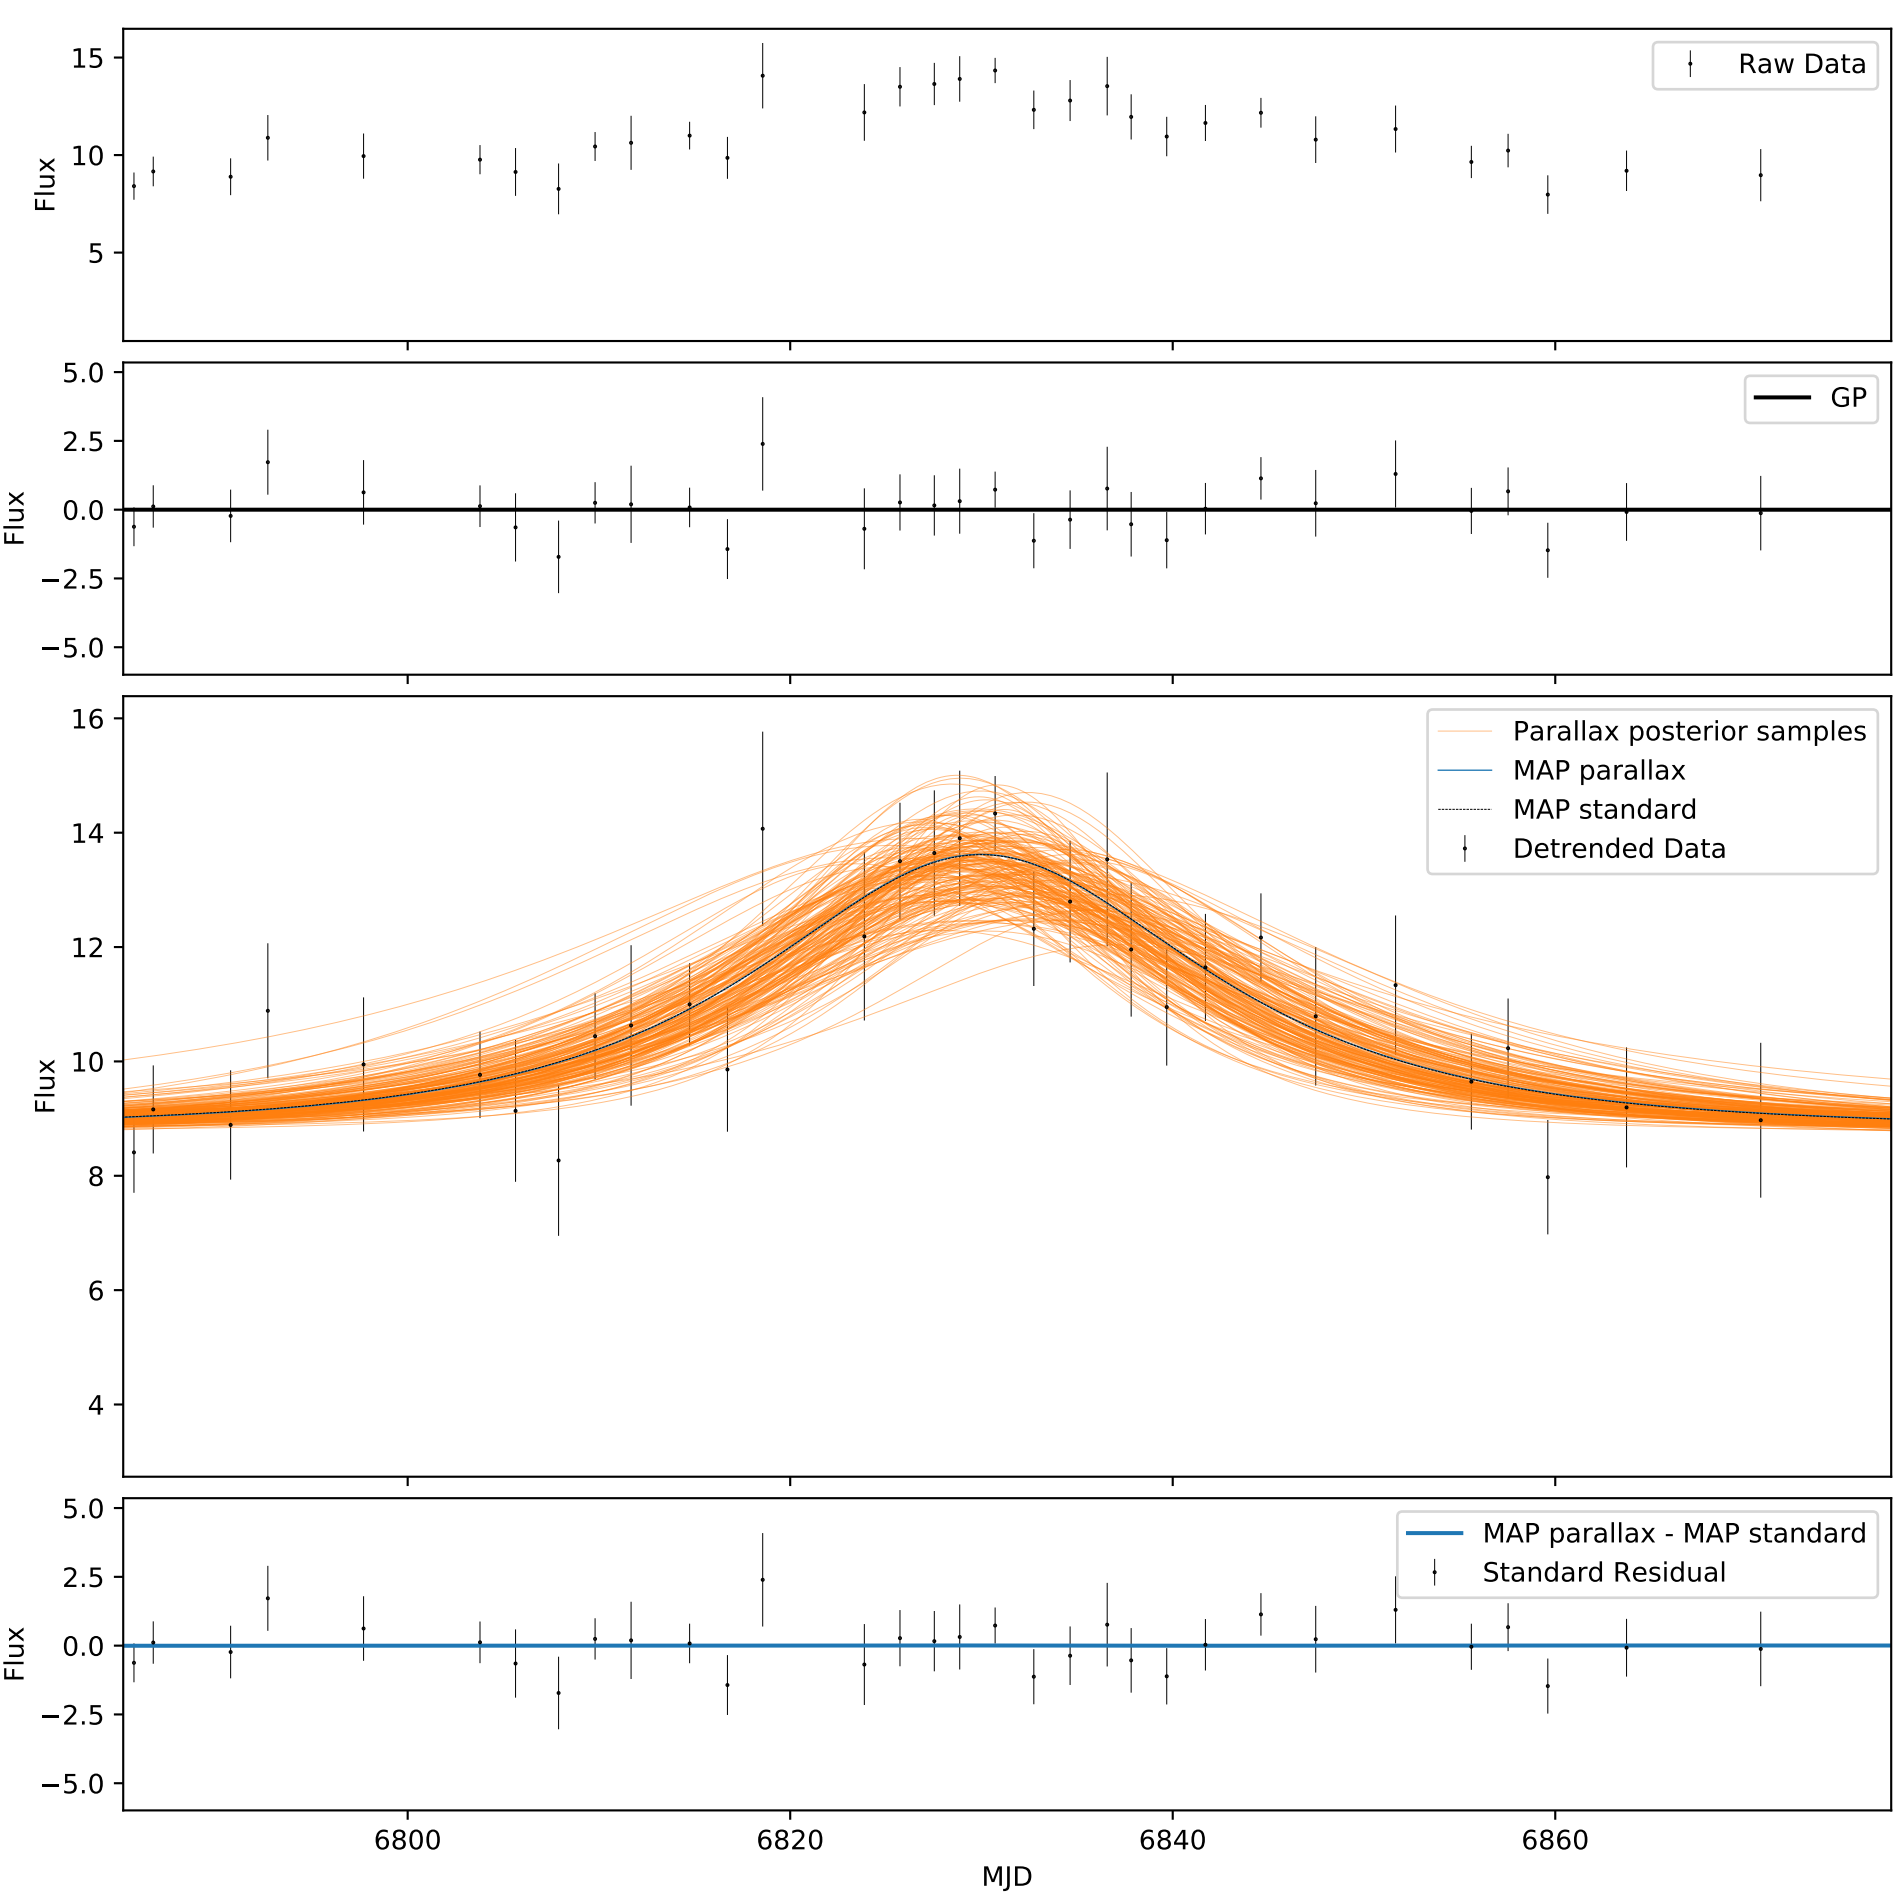 15
10
5
Flux
Raw Data
5.0
2.5
0.0
−2.5
−5.0
Flux
GP
16
14
12
10
8
6
4
Flux
Parallax posterior samples
MAP parallax
MAP standard
Detrended Data
5.0
2.5
0.0
−2.5
−5.0
Flux
MAP parallax - MAP standard
Standard Residual
6800
6820
6840
6860
MJD